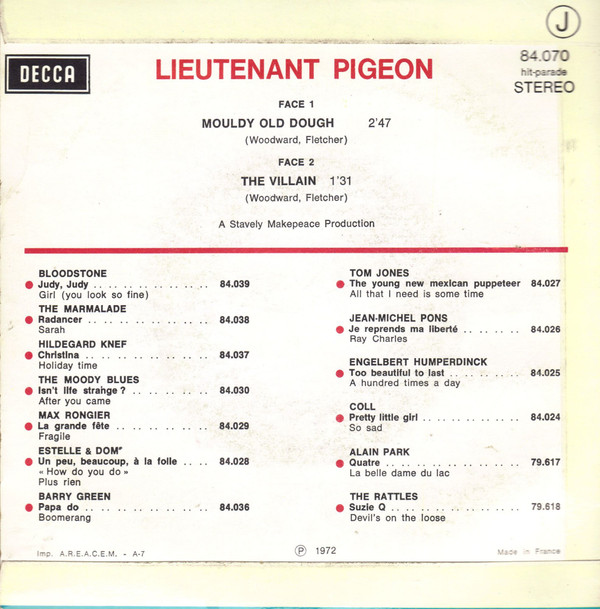 J
DECCA
LIEUTENANT PIGEON
84.070
hit-parade
STEREO
FACE 1
MOULDY OLD DOUGH 2'47
(Woodward, Fletcher)
FACE 2
THE VILLAIN 1'31
(Woodward, Fletcher)
A Stavely Makepeace Production
BLOODSTONE
Judy, Judy . . . . . . . . . . . 84.039
Girl (you look so fine)
THE MARMALADE
Radancer . . . . . . . . . . . 84.038
Sarah
HILDEGARD KNEF
Christina . . . . . . . . . . . 84.037
Holiday time
THE MOODY BLUES
Isn't life strange ? . . . . . . . . 84.030
After you came
MAX RONGIER
La grande fête . . . . . . . . . 84.029
Fragile
ESTELLE & DOM'
Un peu, beaucoup, à la folie . . . . 84.028
« How do you do »
Plus rien
BARRY GREEN
Papa do . . . . . . . . . . . 84.036
Boomerang
TOM JONES
The young new mexican puppeteer 84.027
All that I need is some time
JEAN-MICHEL PONS
Je reprends ma liberté . . . . . . 84.026
Ray Charles
ENGELBERT HUMPERDINCK
Too beautiful to last . . . . . . . . 84.025
A hundred times a day
COLL
Pretty little girl . . . . . . . . . . 84.024
So sad
ALAIN PARK
Quatre . . . . . . . . . . . . 79.617
La belle dame du lac
THE RATTLES
Suzie Q . . . . . . . . . . . . 79.618
Devil's on the loose
Imp. A.R.E.A.C.E.M. - A-7
Ⓟ 1972
Made in France